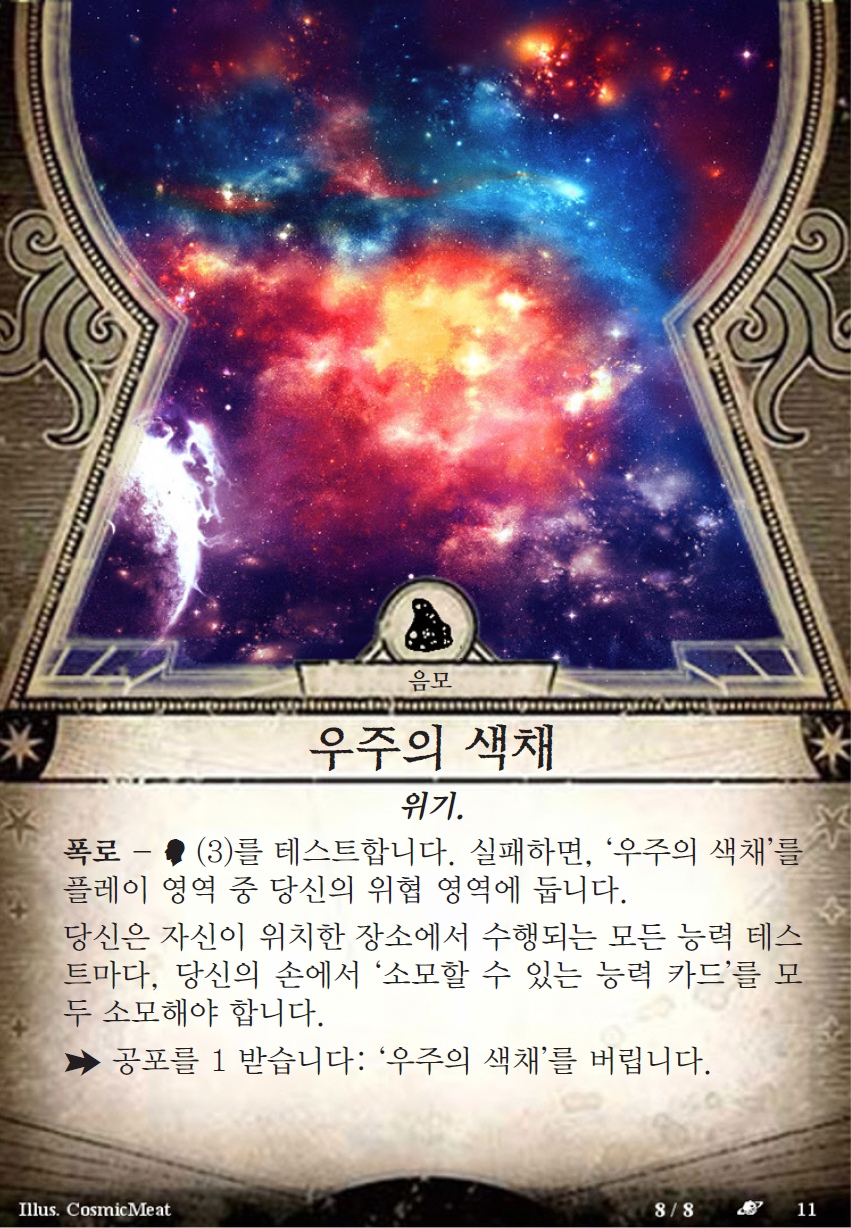 음모
우주의 색채
위기.
폭로 – (3)를 테스트합니다. 실패하면, ‘우주의 색채’를
플레이 영역 중 당신의 위협 영역에 둡니다.
당신은 자신이 위치한 장소에서 수행되는 모든 능력 테스
트마다, 당신의 손에서 ‘소모할 수 있는 능력 카드’를 모
두 소모해야 합니다.
공포를 1 받습니다: ‘우주의 색채’를 버립니다.
Illus. CosmicMeat 8 / 8 11